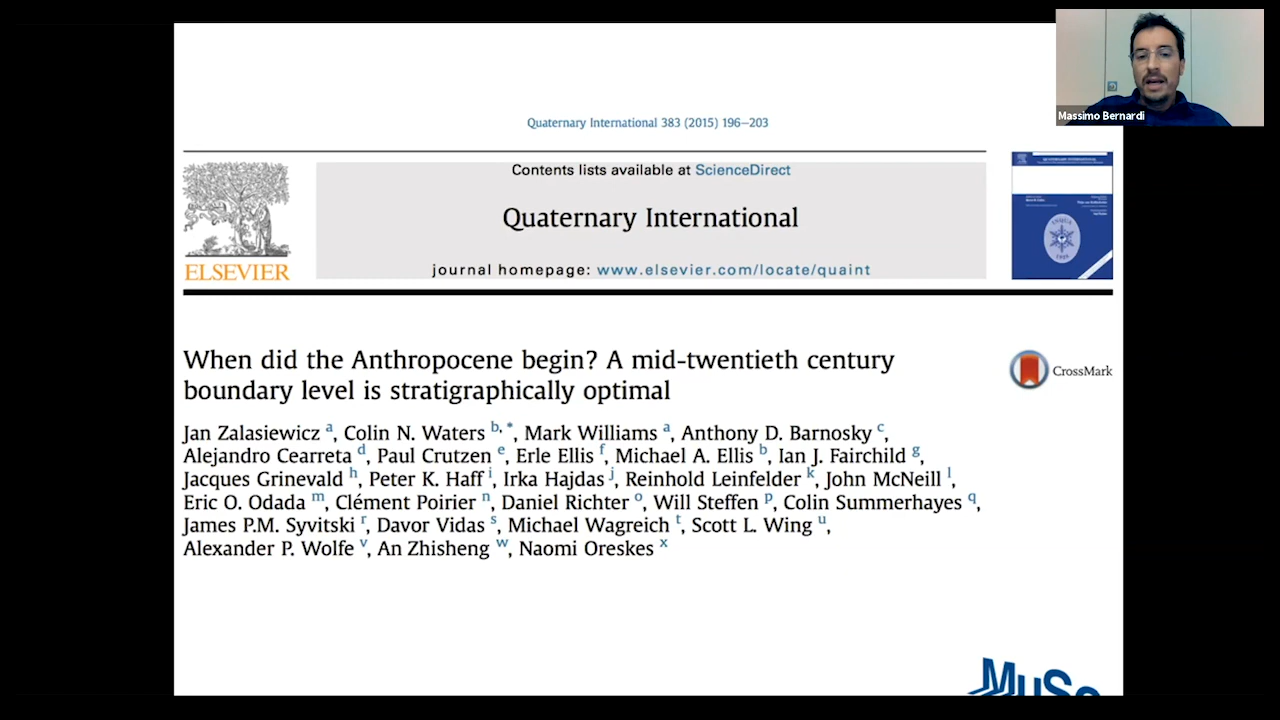 Massimo Bernardi
Quaternary International 383 (2015) 196–203
Contents lists available at ScienceDirect
Quaternary International
journal homepage: www.elsevier.com/locate/quaint
ELSEVIER
QUATERNARY INTERNATIONAL
When did the Anthropocene begin? A mid-twentieth century
boundary level is stratigraphically optimal
CrossMark
Jan Zalasiewicz a, Colin N. Waters b, *, Mark Williams a, Anthony D. Barnosky c,
Alejandro Cearreta d, Paul Crutzen e, Erle Ellis f, Michael A. Ellis b, Ian J. Fairchild g,
Jacques Grinevald h, Peter K. Haff i, Irka Hajdas j, Reinhold Leinfelder k, John McNeill l,
Eric O. Odada m, Clément Poirier n, Daniel Richter o, Will Steffen p, Colin Summerhayes q,
James P.M. Syvitski r, Davor Vidas s, Michael Wagreich t, Scott L. Wing u,
Alexander P. Wolfe v, An Zhisheng w, Naomi Oreskes x
MuSe